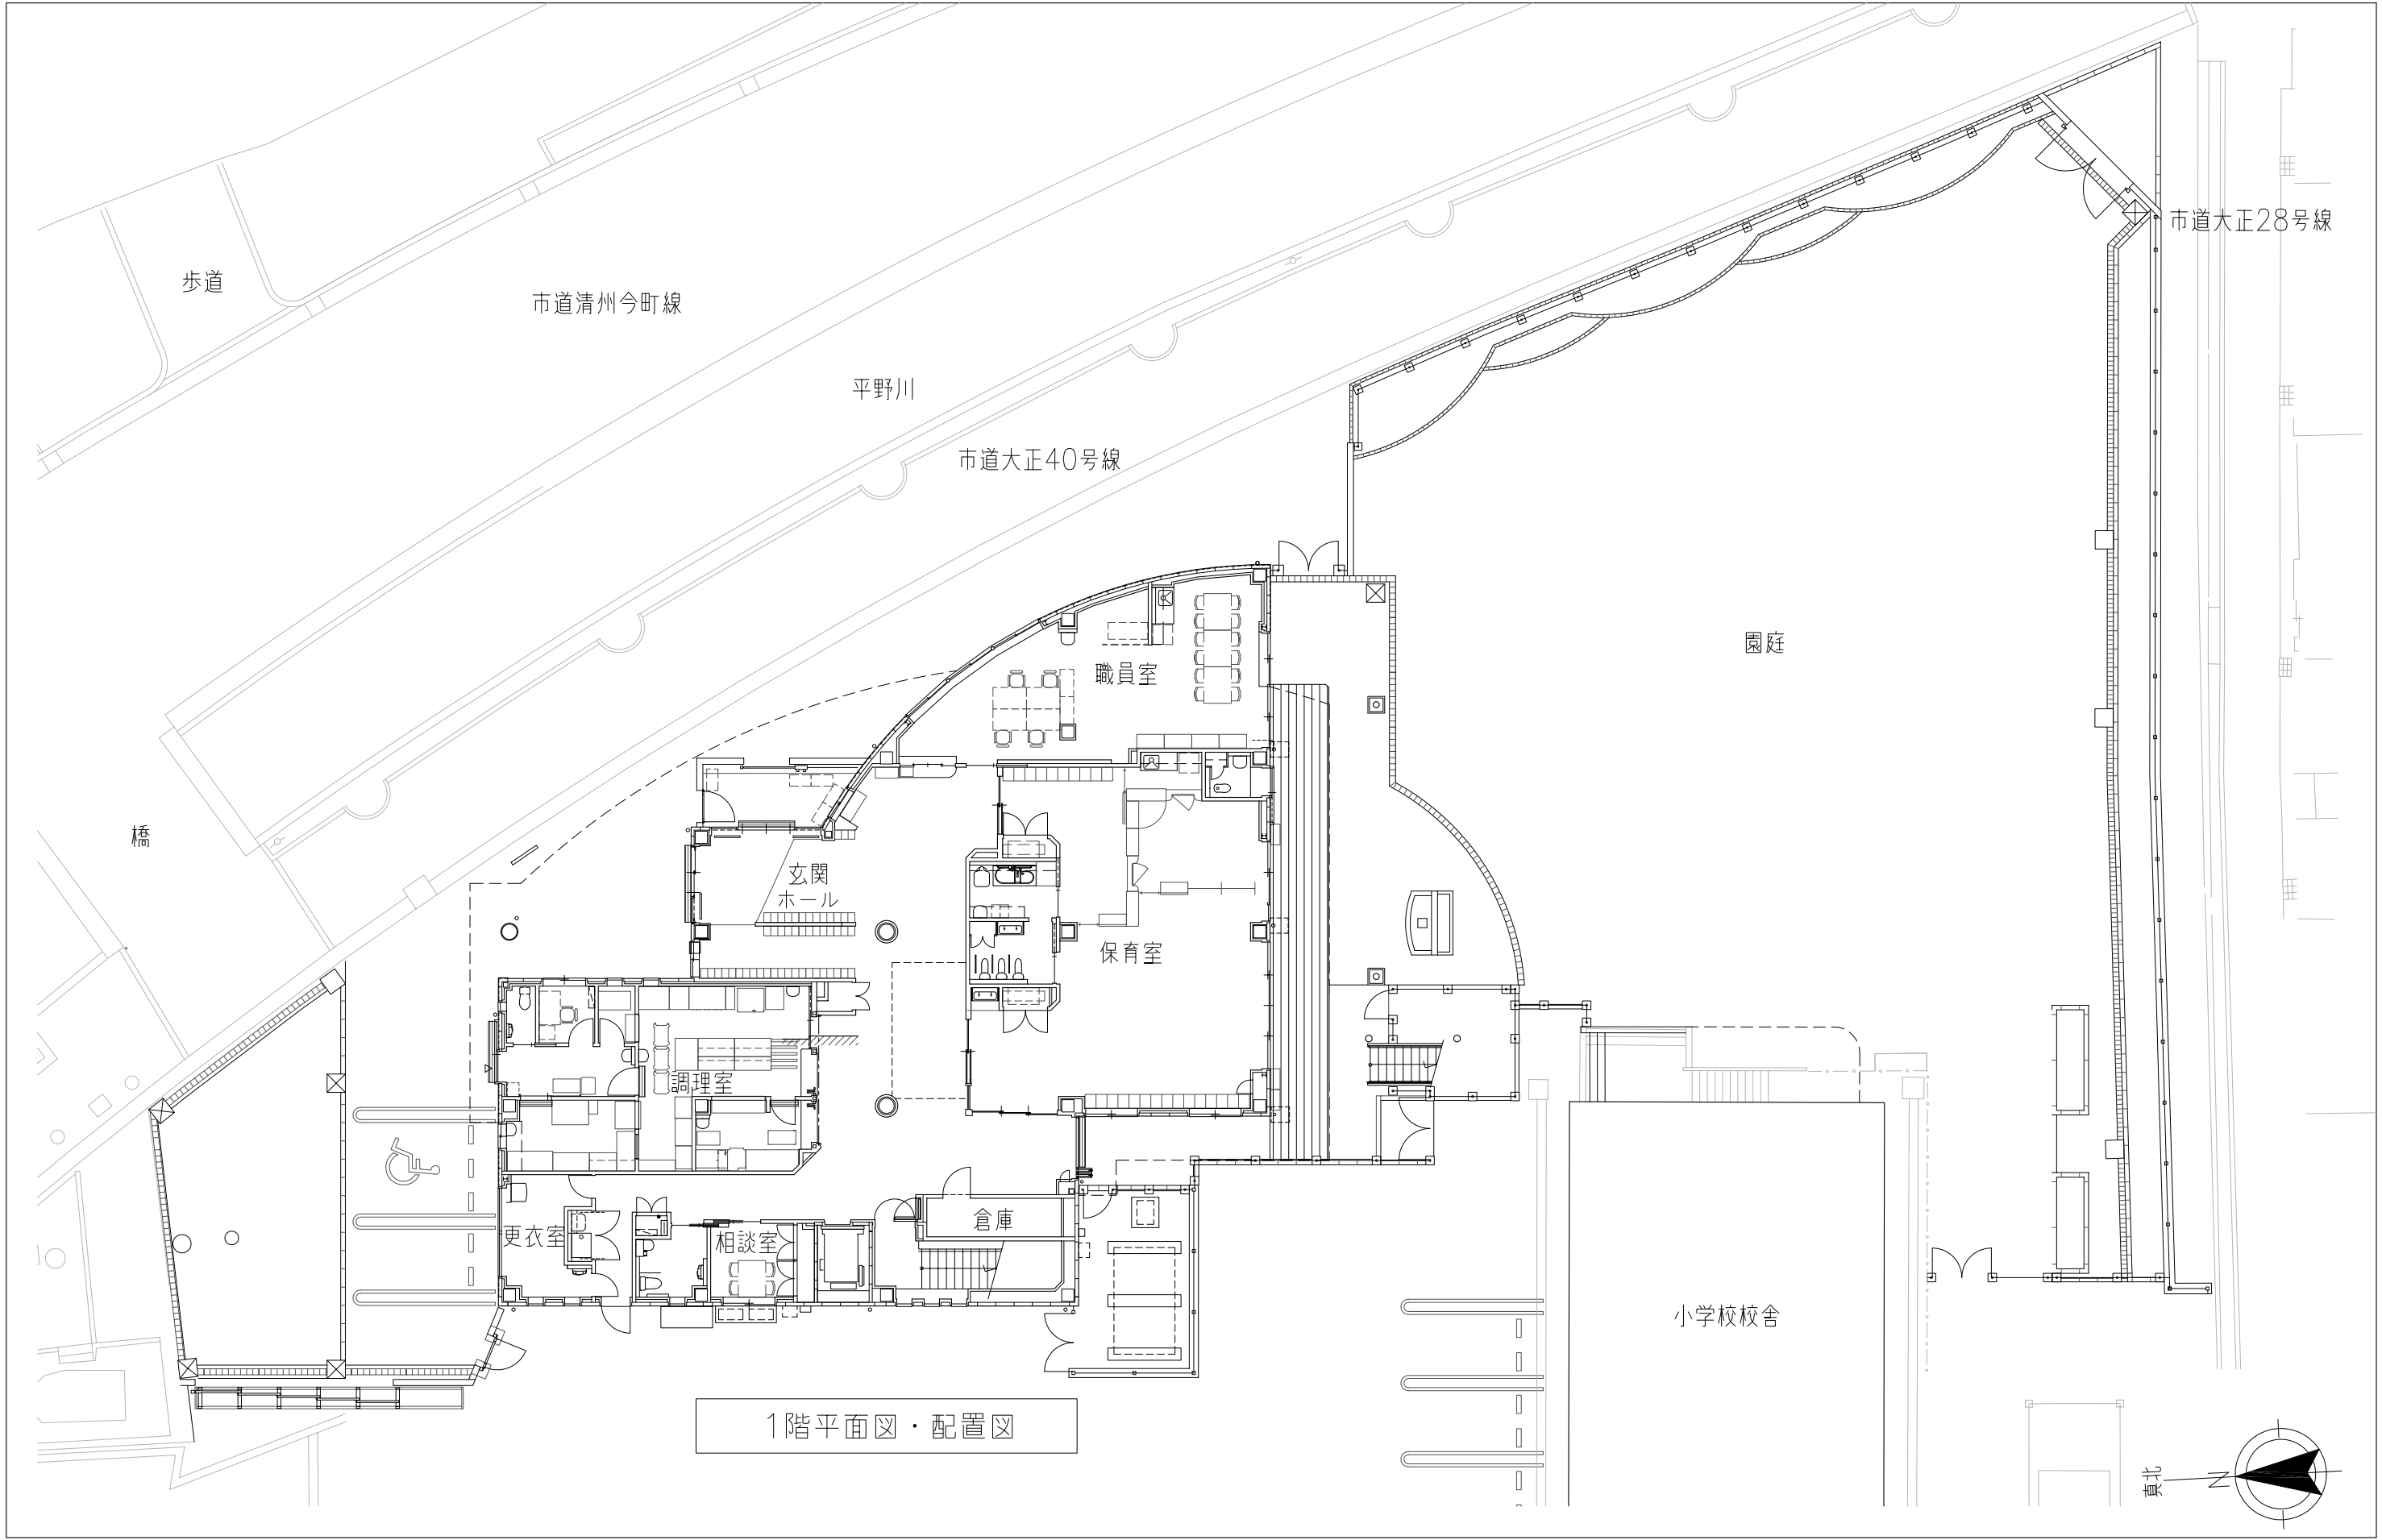 市道大正28号線
歩道
市道清州今町線
平野川
市道大正40号線
園庭
職員室
橋
玄関
ホール
保育室
調理室
更衣室
相談室
倉庫
小学校校舎
1階平面図・配置図
真北
N